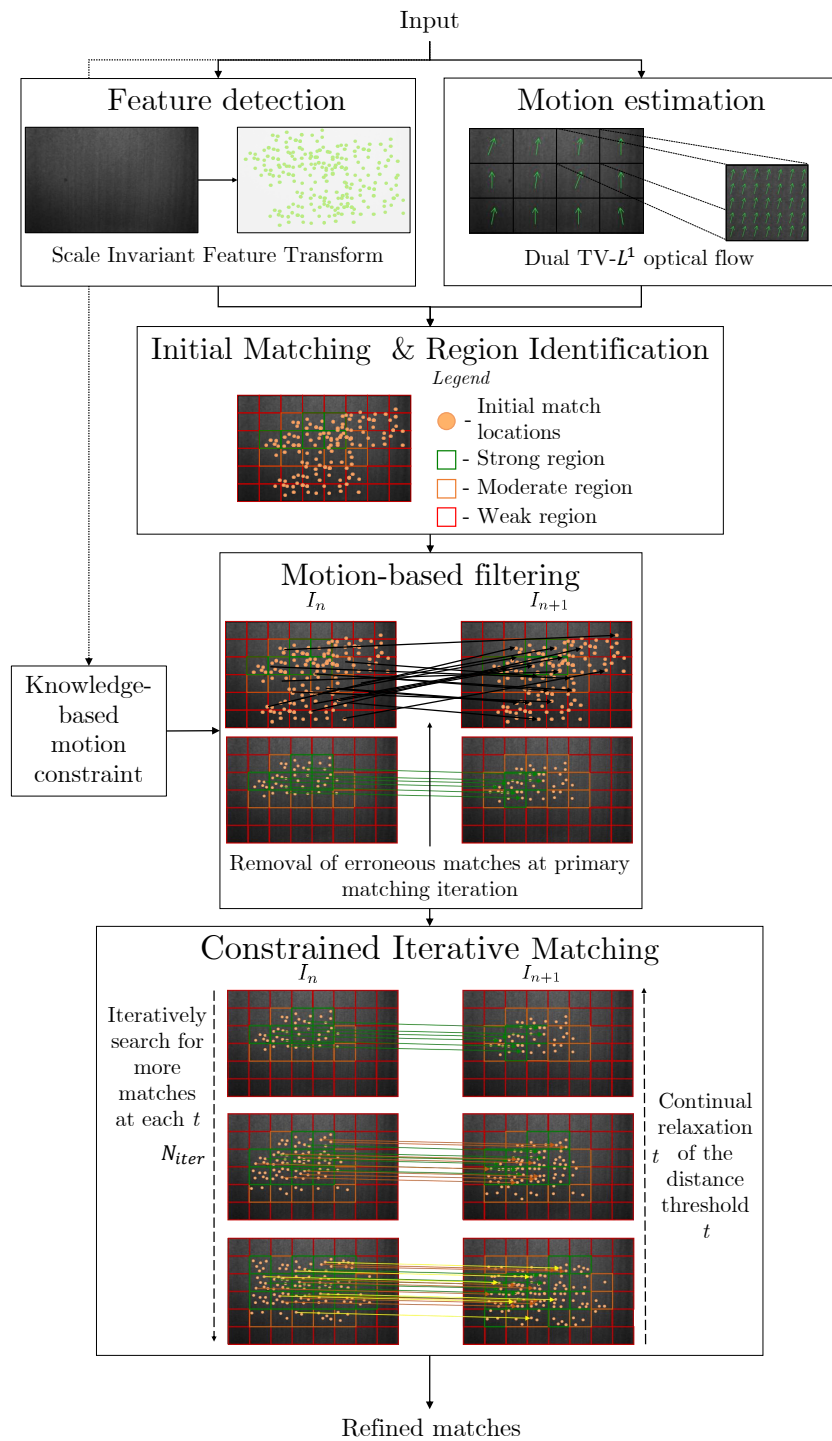 Input
Feature detection
Scale Invariant Feature Transform
Motion estimation
Dual TV-L¹ optical flow
Initial Matching & Region Identification
Legend
- Initial match
locations
- Strong region
- Moderate region
- Weak region
Motion-based filtering
Iₙ
Iₙ₊₁
Knowledge-
based
motion
constraint
Removal of erroneous matches at primary
matching iteration
Constrained Iterative Matching
Iₙ
Iₙ₊₁
Iteratively
search for
more
matches
at each t
N_iter
Continual
relaxation
t of the
distance
threshold
t
Refined matches